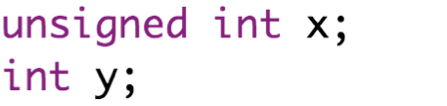 unsigned int x;
int y;